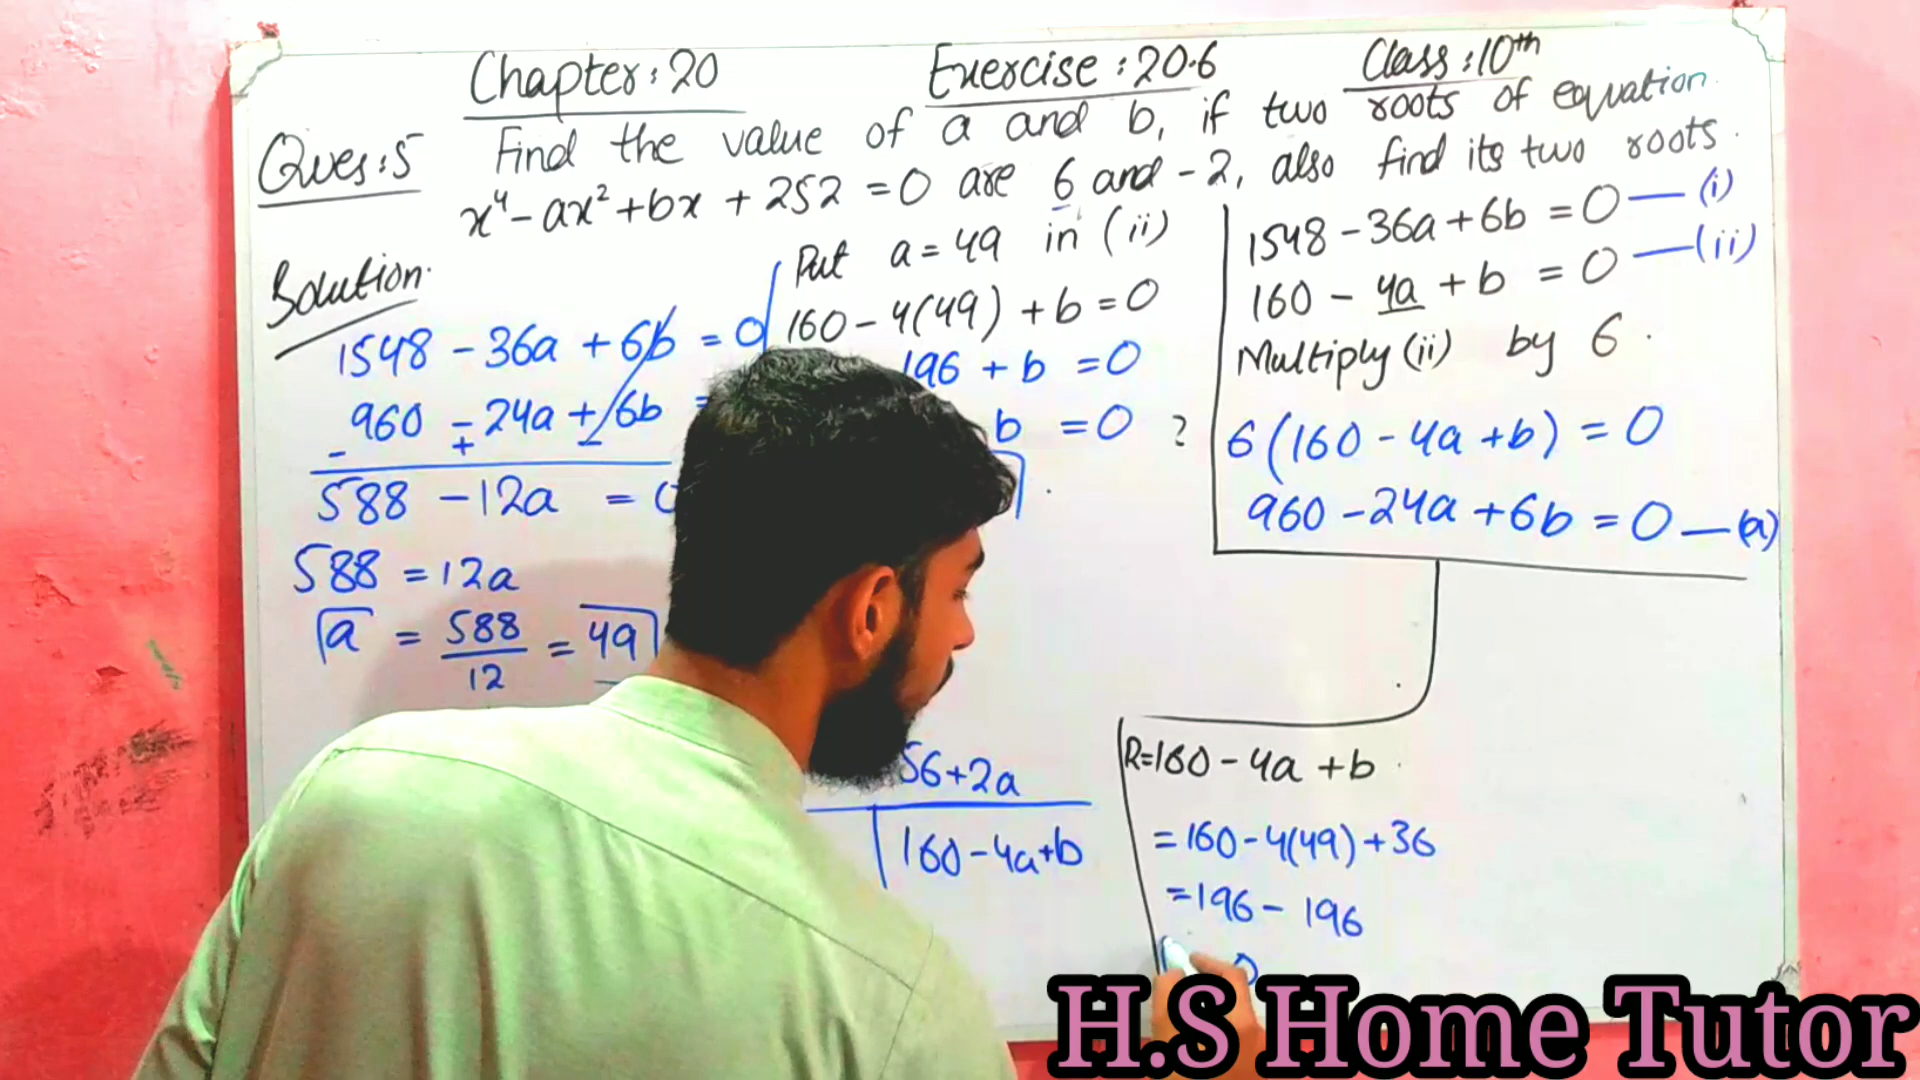 Chapter: 20 Exercise: 20.6 Class: 10th
Ques: 5 Find the value of a and b, if two roots of equation
x⁴ - ax² + bx + 252 = 0 are 6 and -2, also find its two roots.
Solution.
1548 - 36a + 6b = 0
960 - 24a + 6b =
- + -
588 - 12a = 0
588 = 12a
a = 588/12 = 49
Put a = 49 in (ii)
160 - 4(49) + b = 0
196 + b = 0
b = 0 ?
1548 - 36a + 6b = 0 — (i)
160 - 4a + b = 0 — (ii)
Multiply (ii) by 6.
6(160 - 4a + b) = 0
960 - 24a + 6b = 0 — (a)
56 + 2a
160 - 4a + b
R = 160 - 4a + b
= 160 - 4(49) + 36
= 196 - 196
0
H.S Home Tutor